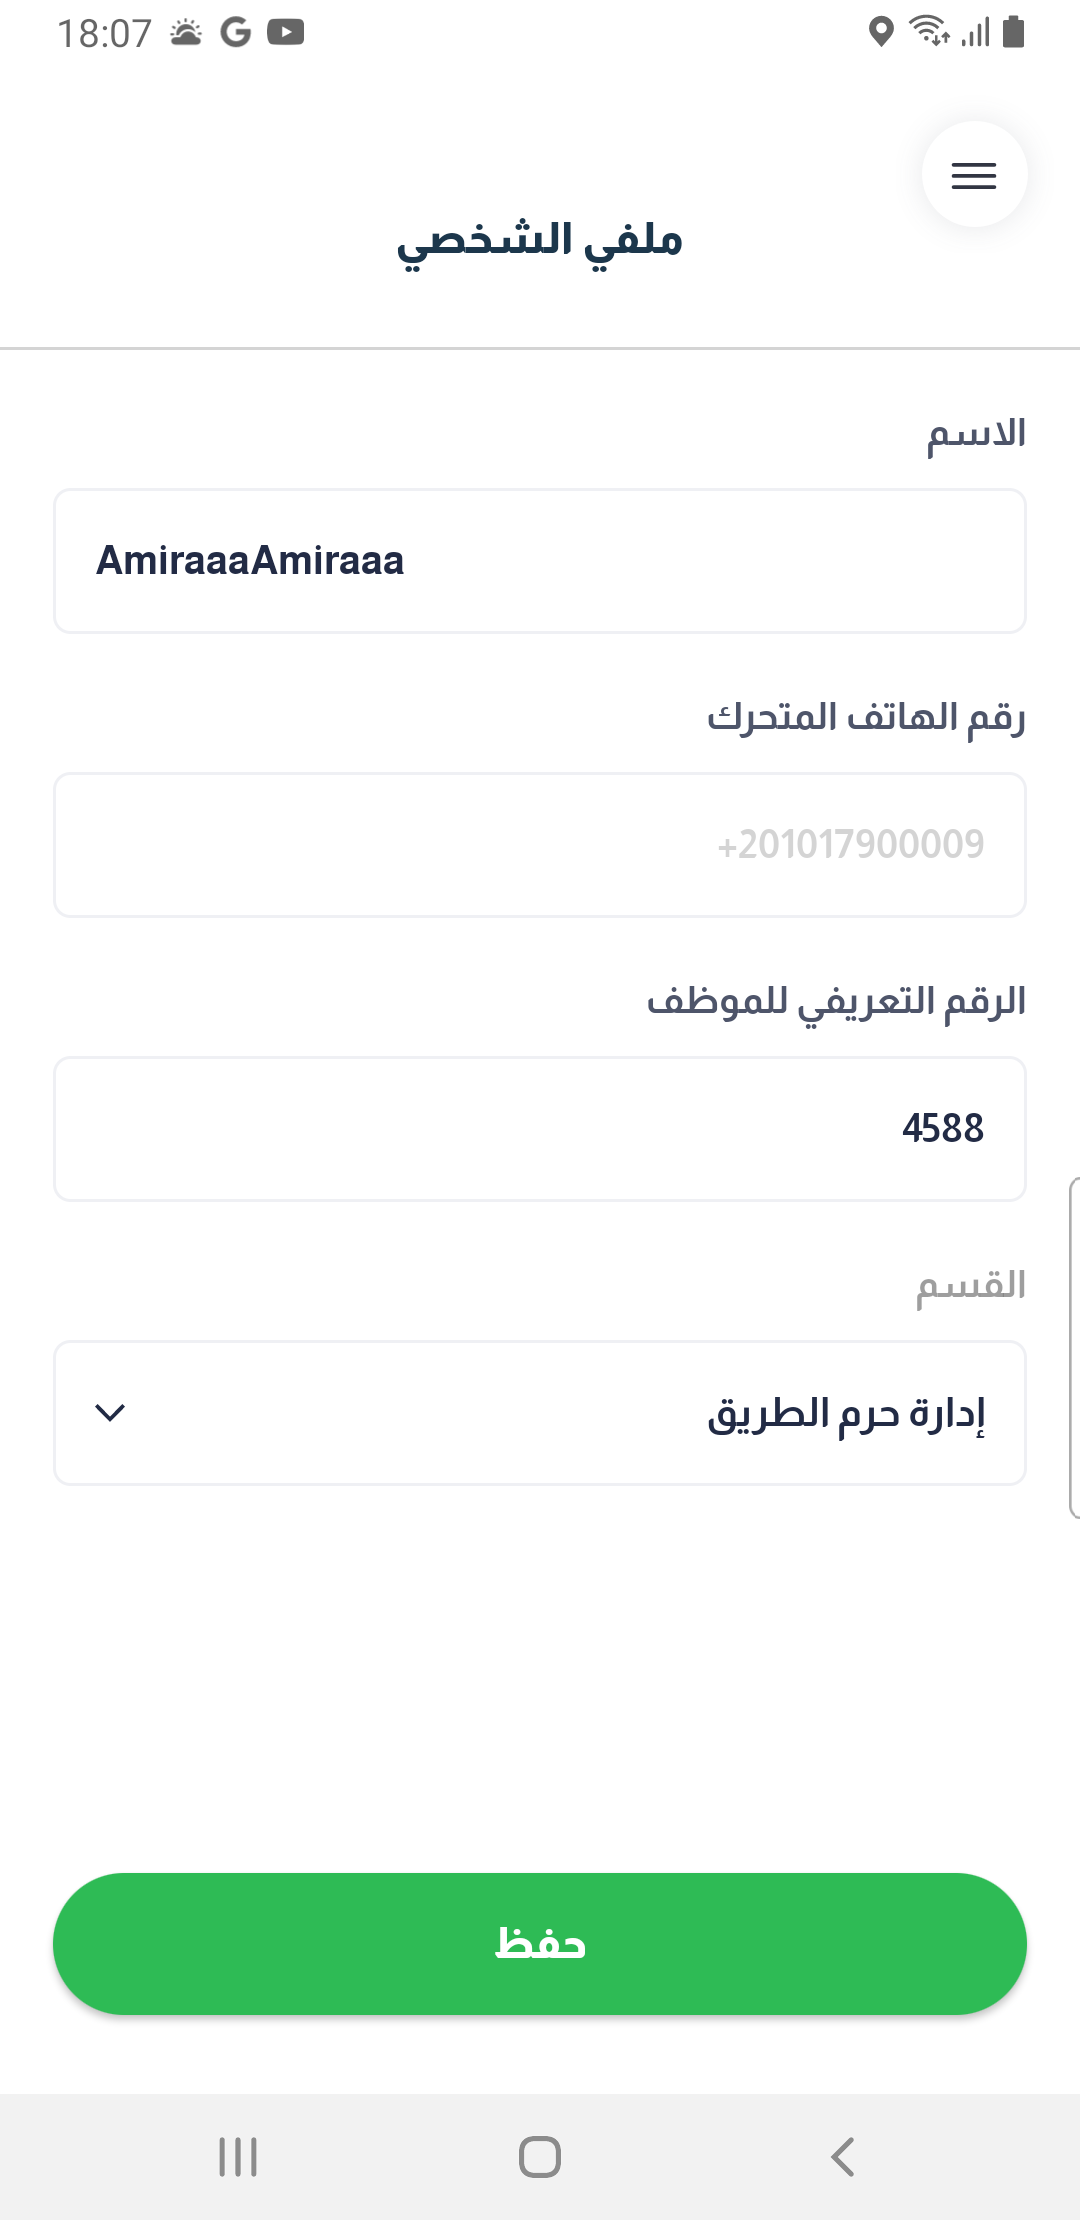 18:07
ملفي الشخصي
الاسم
AmiraaaAmiraaa
رقم الهاتف المتحرك
+201017900009
الرقم التعريفي للموظف
4588
القسم
إدارة حرم الطريق
حفظ